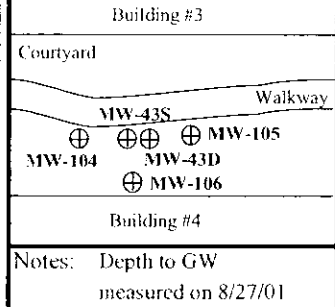 Building #3
Courtyard
Walkway
MW-43S
MW-105
MW-104
MW-43D
MW-106
Building #4
Notes: Depth to GW
measured on 8/27/01